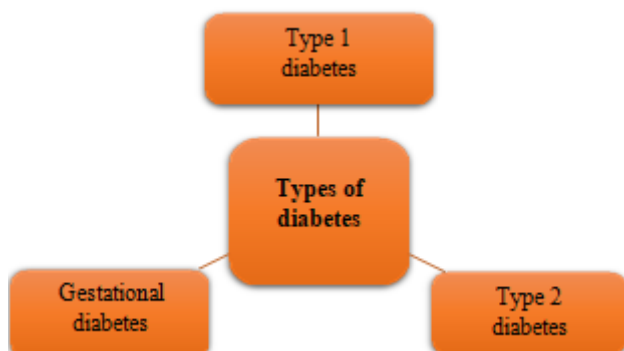 Type 1
diabetes
Types of
diabetes
Gestational
diabetes
Type 2
diabetes